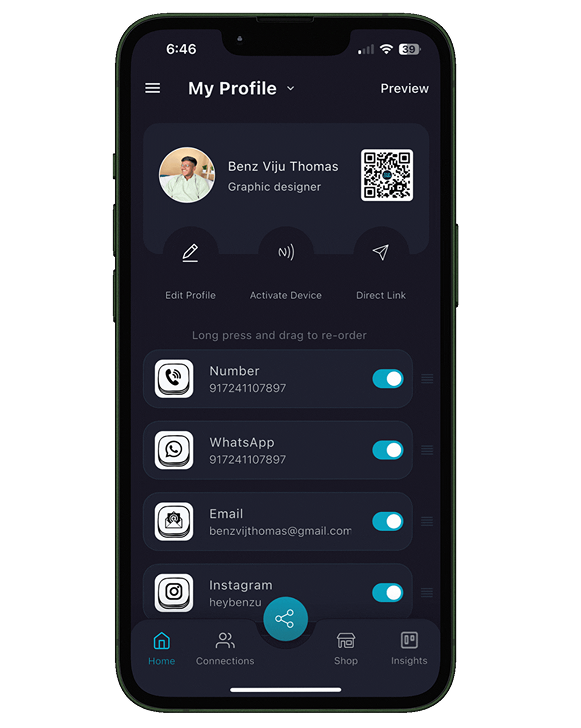 6:46
39
My Profile
Preview
Benz Viju Thomas
Graphic designer
Edit Profile
Activate Device
Direct Link
Long press and drag to re-order
Number
917241107897
WhatsApp
917241107897
Email
benzvijthomas@gmail.com
Instagram
heybenzu
Home
Connections
Shop
Insights